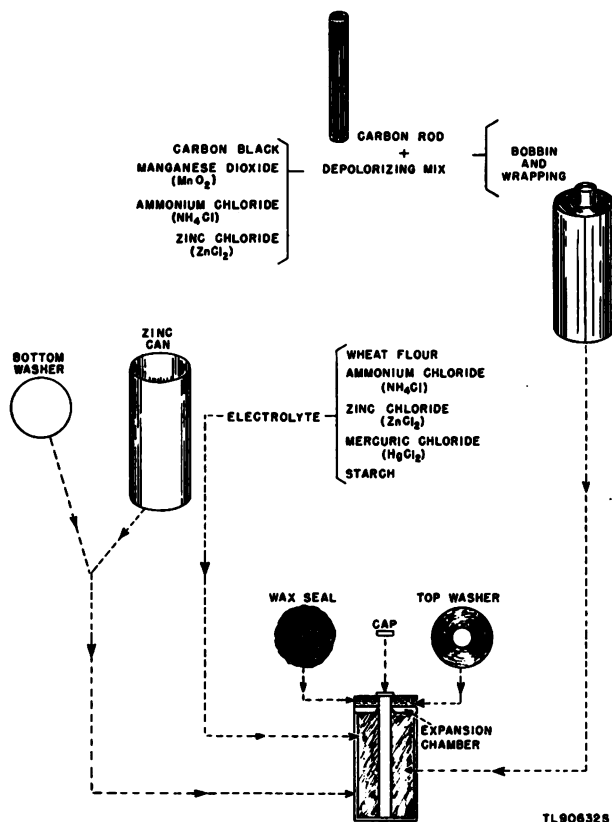 CARBON ROD
+
DEPOLORIZING MIX
CARBON BLACK
MANGANESE DIOXIDE
(MnO2)
AMMONIUM CHLORIDE
(NH4Cl)
ZINC CHLORIDE
(ZnCl2)
BOBBIN
AND
WRAPPING
BOTTOM
WASHER
ZINC
CAN
ELECTROLYTE
WHEAT FLOUR
AMMONIUM CHLORIDE
(NH4Cl)
ZINC CHLORIDE
(ZnCl2)
MERCURIC CHLORIDE
(HgCl2)
STARCH
WAX SEAL
CAP
TOP WASHER
EXPANSION
CHAMBER
TL90632S